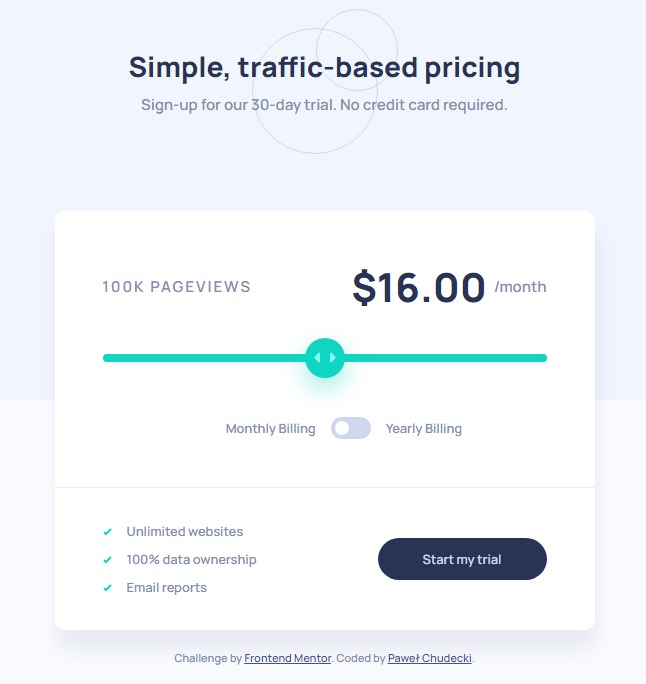 Simple, traffic-based pricing
Sign-up for our 30-day trial. No credit card required.
100K PAGEVIEWS
$16.00 /month
Monthly Billing
Yearly Billing
Unlimited websites
100% data ownership
Email reports
Start my trial
Challenge by Frontend Mentor. Coded by Paweł Chudecki.